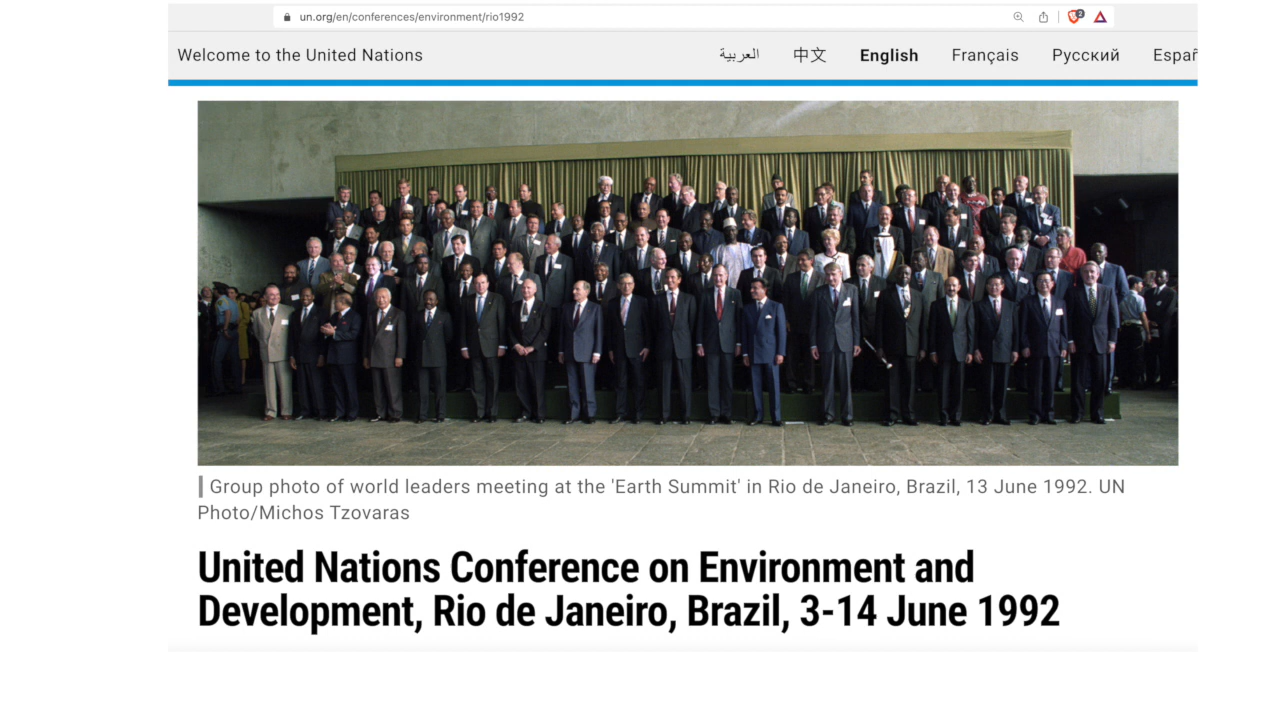 un.org/en/conferences/environment/rio1992
2
Welcome to the United Nations
العربية
中文
English
Français
Русский
Españ
Group photo of world leaders meeting at the 'Earth Summit' in Rio de Janeiro, Brazil, 13 June 1992. UN
Photo/Michos Tzovaras
United Nations Conference on Environment and
Development, Rio de Janeiro, Brazil, 3-14 June 1992